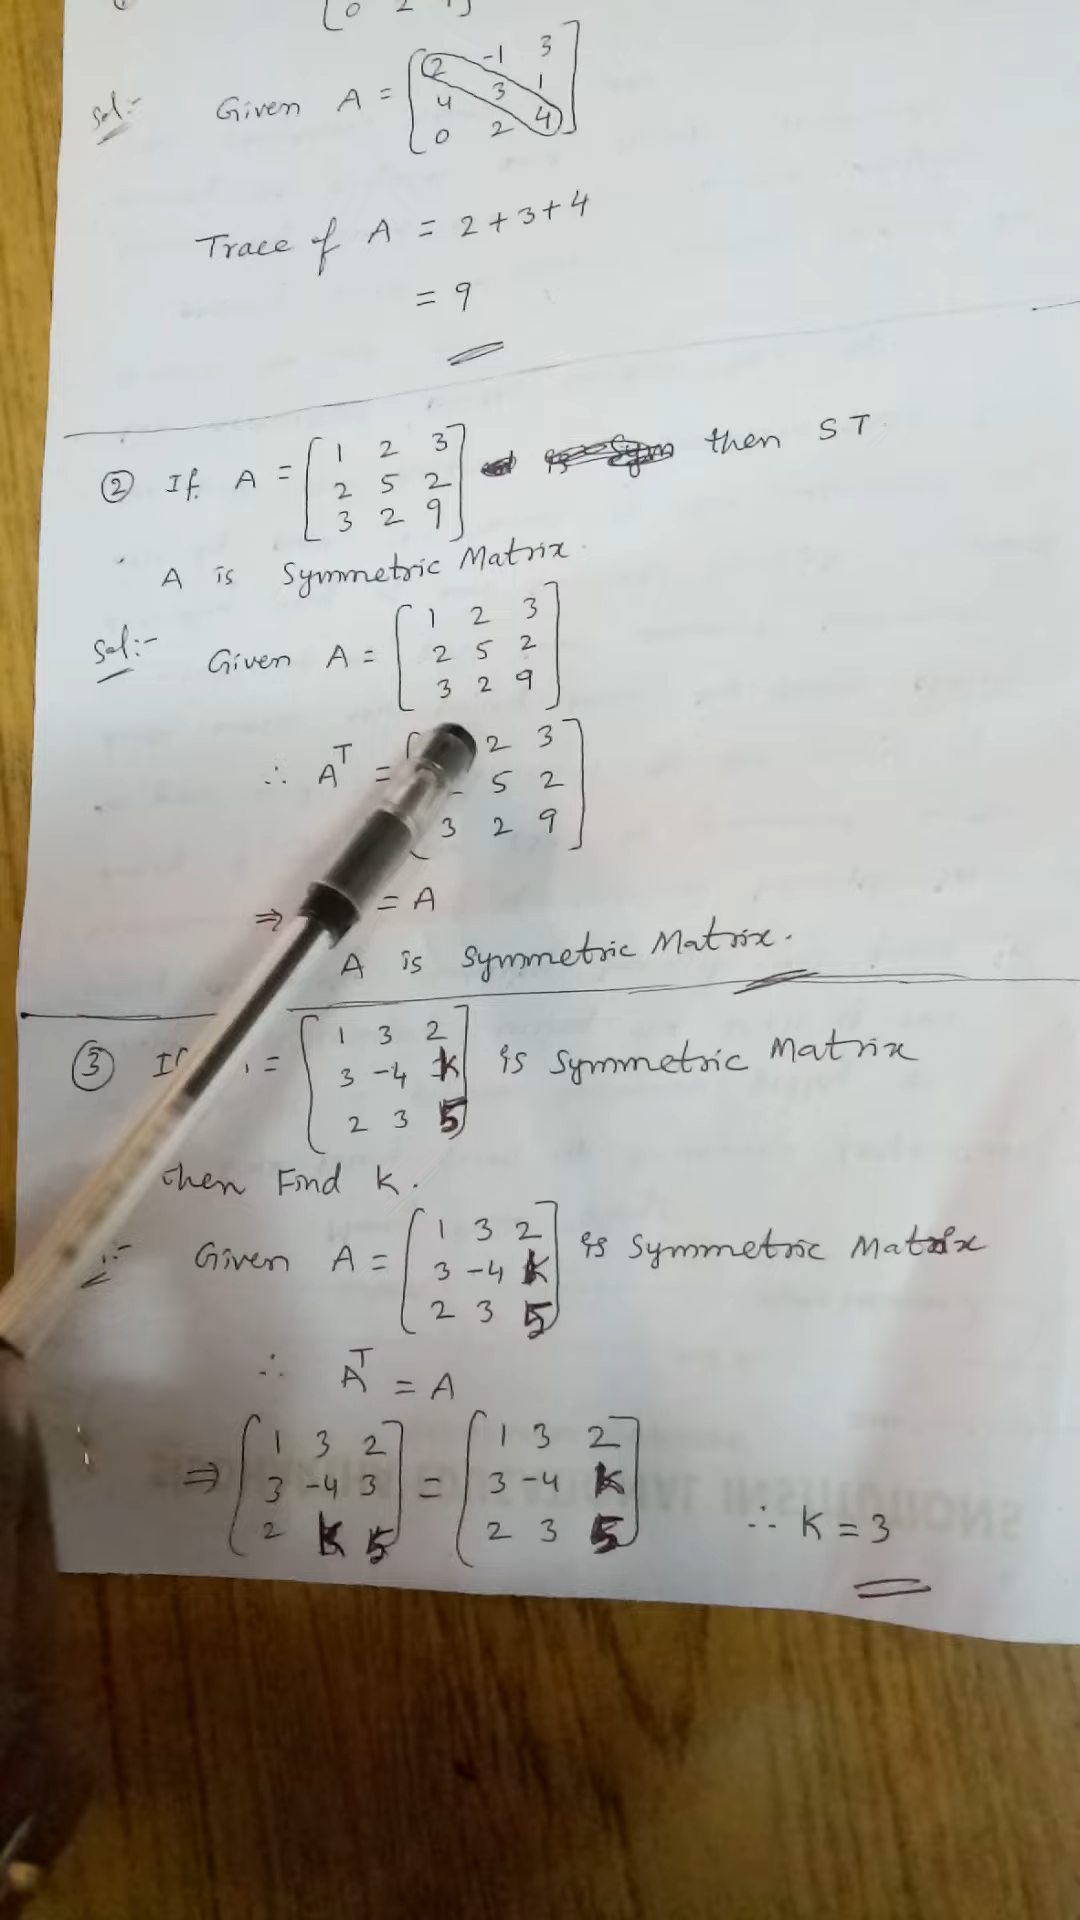 [0 2
Sol:- Given A = [2 -1 3
4 3 1
0 2 4]
Trace of A = 2+3+4
= 9
② If A = [1 2 3
2 5 2
3 2 9] then ST
A is Symmetric Matrix.
Sol:- Given A = [1 2 3
2 5 2
3 2 9]
∴ A^T = [ 2 3
5 2
3 2 9]
⇒ = A
A is Symmetric Matrix.
③ If = [1 3 2
3 -4 k
2 3 5] is Symmetric Matrix
then Find K.
Given A = [1 3 2
3 -4 k
2 3 5] is Symmetric Matrix
∴ A^T = A
⇒ [1 3 2
3 -4 3
2 k 5] = [1 3 2
3 -4 k
2 3 5] ∴ K = 3